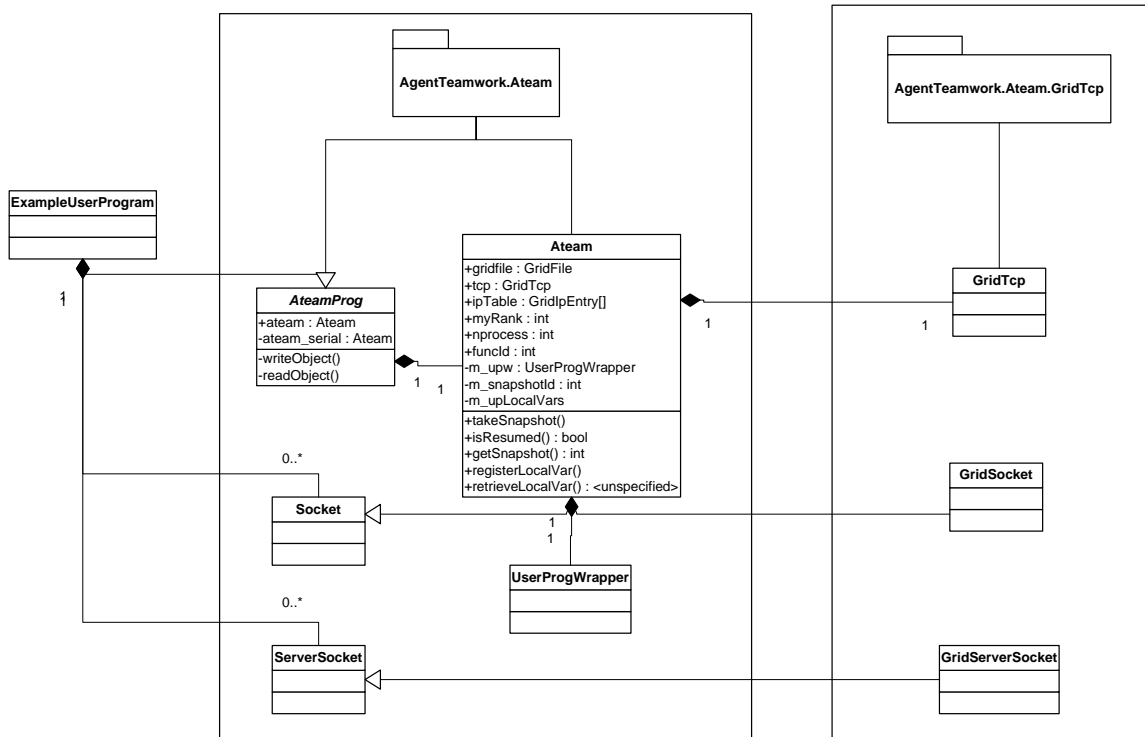 AgentTeamwork.Ateam
AgentTeamwork.Ateam.GridTcp
ExampleUserProgram
1
1
AteamProg
+ateam : Ateam
-ateam_serial : Ateam
-writeObject()
-readObject()
1
1
Ateam
+gridfile : GridFile
+tcp : GridTcp
+ipTable : GridIpEntry[]
+myRank : int
+nprocess : int
+funcId : int
-m_upw : UserProgWrapper
-m_snapshotId : int
-m_upLocalVars
+takeSnapshot()
+isResumed() : bool
+getSnapshot() : int
+registerLocalVar()
+retrieveLocalVar() : <unspecified>
1
1
GridTcp
0..*
Socket
1
1
GridSocket
UserProgWrapper
0..*
ServerSocket
GridServerSocket